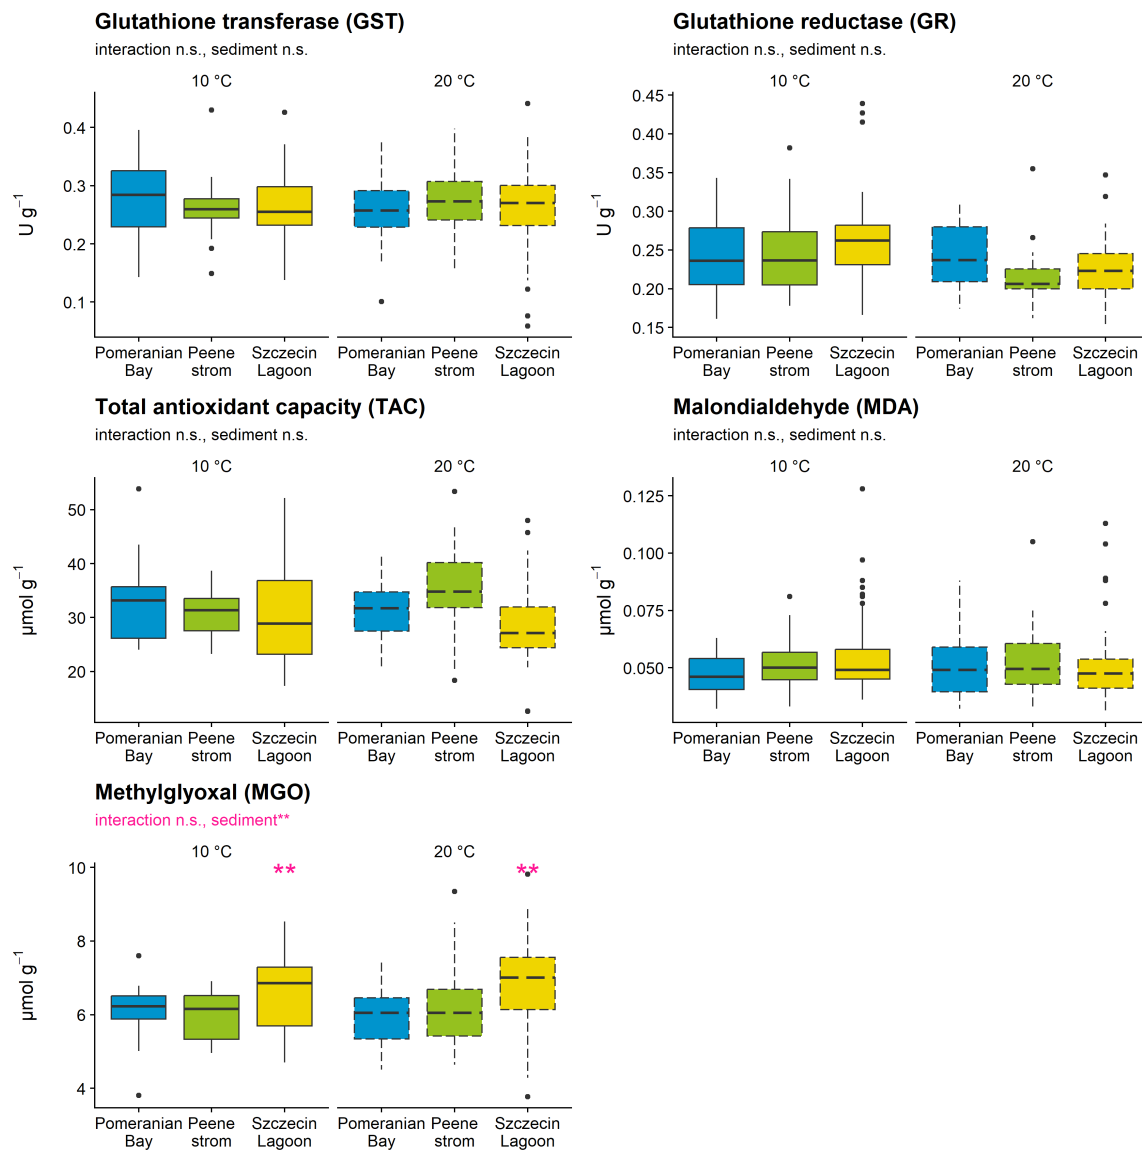 Glutathione transferase (GST)
interaction n.s., sediment n.s.
10 °C
20 °C
U g⁻¹
0.4
0.3
0.2
0.1
Pomeranian Bay
Peene strom
Szczecin Lagoon
Pomeranian Bay
Peene strom
Szczecin Lagoon
Glutathione reductase (GR)
interaction n.s., sediment n.s.
10 °C
20 °C
U g⁻¹
0.45
0.40
0.35
0.30
0.25
0.20
0.15
Pomeranian Bay
Peene strom
Szczecin Lagoon
Pomeranian Bay
Peene strom
Szczecin Lagoon
Total antioxidant capacity (TAC)
interaction n.s., sediment n.s.
10 °C
20 °C
µmol g⁻¹
50
40
30
20
Pomeranian Bay
Peene strom
Szczecin Lagoon
Pomeranian Bay
Peene strom
Szczecin Lagoon
Malondialdehyde (MDA)
interaction n.s., sediment n.s.
10 °C
20 °C
µmol g⁻¹
0.125
0.100
0.075
0.050
Pomeranian Bay
Peene strom
Szczecin Lagoon
Pomeranian Bay
Peene strom
Szczecin Lagoon
Methylglyoxal (MGO)
interaction n.s., sediment**
10 °C
20 °C
µmol g⁻¹
10
8
6
4
**
**
Pomeranian Bay
Peene strom
Szczecin Lagoon
Pomeranian Bay
Peene strom
Szczecin Lagoon